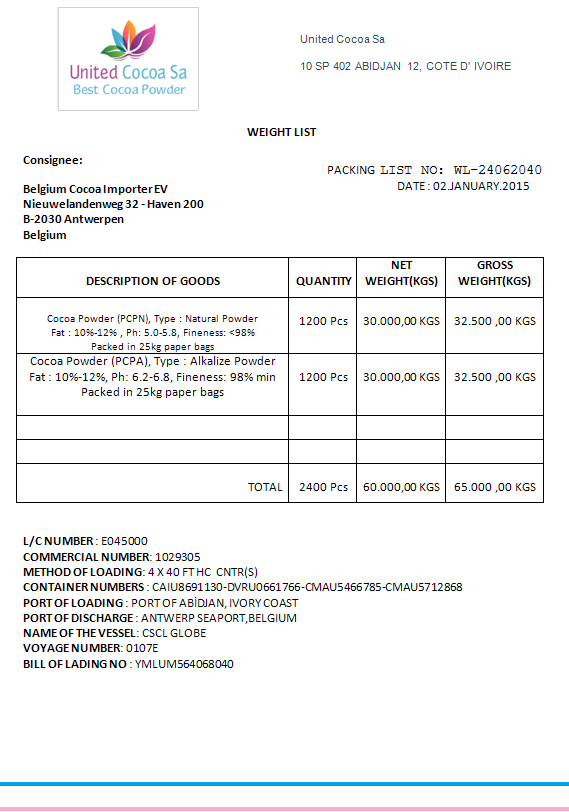 United Cocoa Sa
Best Cocoa Powder
United Cocoa Sa
10 SP 402 ABIDJAN 12, COTE D' IVOIRE
WEIGHT LIST
Consignee:
PACKING LIST NO: WL-24062040
DATE : 02.JANUARY.2015
Belgium Cocoa Importer EV
Nieuwelandenweg 32 - Haven 200
B-2030 Antwerpen
Belgium
DESCRIPTION OF GOODS QUANTITY NET WEIGHT(KGS) GROSS WEIGHT(KGS)
Cocoa Powder (PCPN), Type : Natural Powder
Fat : 10%-12% , Ph: 5.0-5.8, Fineness: <98%
Packed in 25kg paper bags
1200 Pcs 30.000,00 KGS 32.500 ,00 KGS
Cocoa Powder (PCPA), Type : Alkalize Powder
Fat : 10%-12%, Ph: 6.2-6.8, Fineness: 98% min
Packed in 25kg paper bags
1200 Pcs 30.000,00 KGS 32.500 ,00 KGS
TOTAL 2400 Pcs 60.000,00 KGS 65.000 ,00 KGS
L/C NUMBER : E045000
COMMERCIAL NUMBER: 1029305
METHOD OF LOADING: 4 X 40 FT HC CNTR(S)
CONTAINER NUMBERS : CAIU8691130-DVRU0661766-CMAU5466785-CMAU5712868
PORT OF LOADING : PORT OF ABİDJAN, IVORY COAST
PORT OF DISCHARGE : ANTWERP SEAPORT,BELGIUM
NAME OF THE VESSEL: CSCL GLOBE
VOYAGE NUMBER: 0107E
BILL OF LADING NO : YMLUM564068040